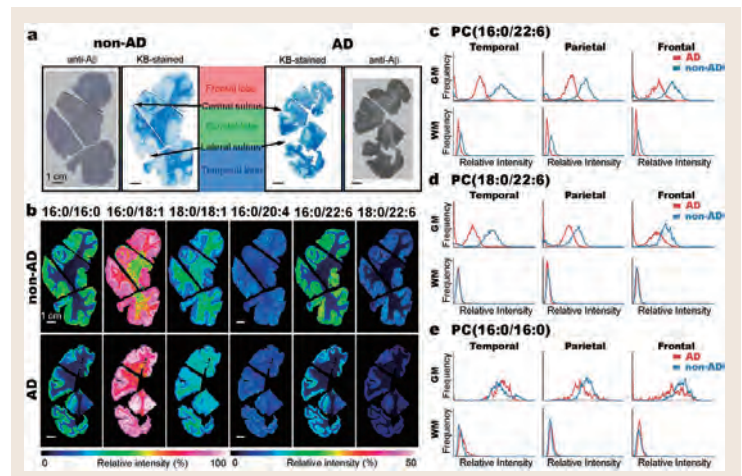 a
non-AD
AD
anti-Aβ
KB-stained
KB-stained
anti-Aβ
Frontal lobe
Central sulcus
Parietal lobe
Lateral sulcus
Temporal lobe
1 cm
b
16:0/16:0 16:0/18:1 18:0/18:1 16:0/20:4 16:0/22:6 18:0/22:6
non-AD
1 cm
AD
0 Relative intensity (%) 100
0 Relative intensity (%) 50
c PC(16:0/22:6)
Temporal Parietal Frontal
AD
non-AD
GM
Frequency
WM
Frequency
Relative Intensity Relative Intensity Relative Intensity
d PC(18:0/22:6)
Temporal Parietal Frontal
AD
non-AD
GM
Frequency
WM
Frequency
Relative Intensity Relative Intensity Relative Intensity
e PC(16:0/16:0)
Temporal Parietal Frontal
AD
non-AD
GM
Frequency
WM
Frequency
Relative Intensity Relative Intensity Relative Intensity